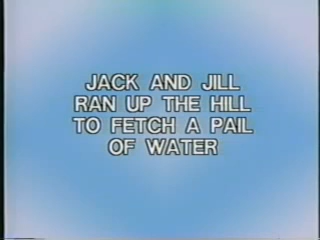 JACK AND JILL
RAN UP THE HILL
TO FETCH A PAIL
OF WATER